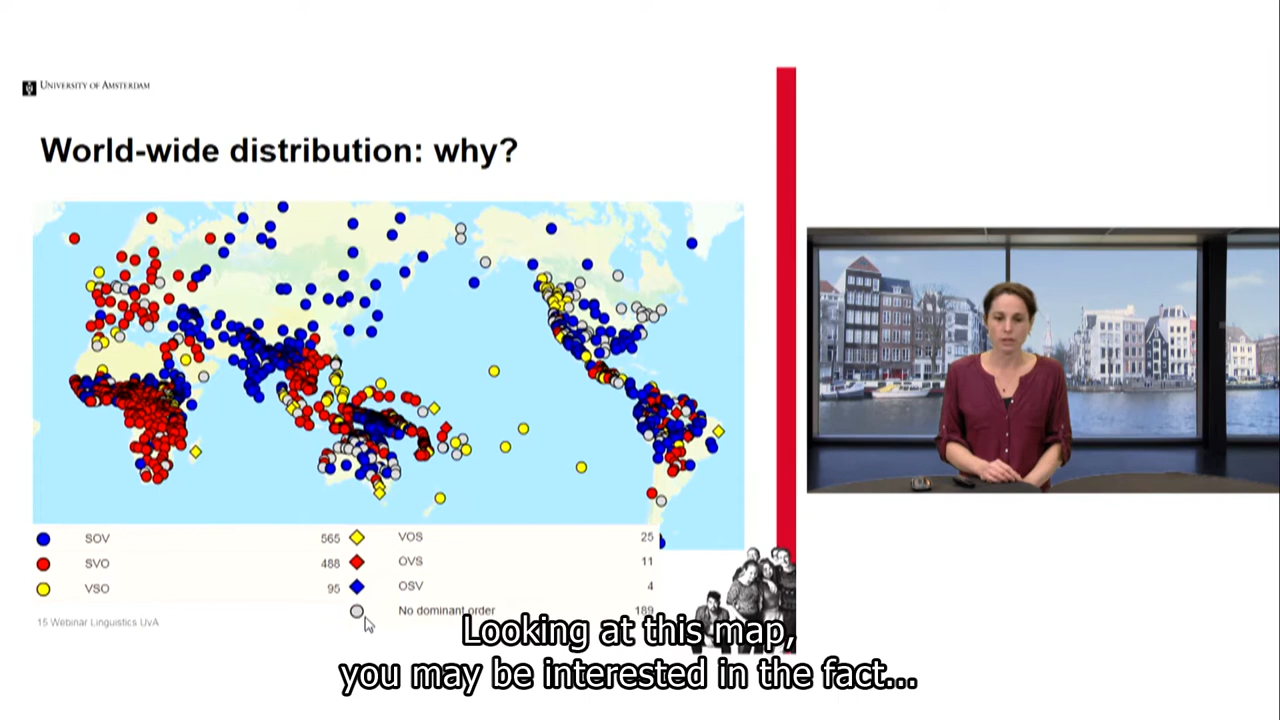 UNIVERSITY OF AMSTERDAM
World-wide distribution: why?
SOV 565
SVO 488
VSO 95
VOS 25
OVS 11
OSV 4
No dominant order 189
15 Webinar Linguistics UvA
Looking at this map,
you may be interested in the fact...